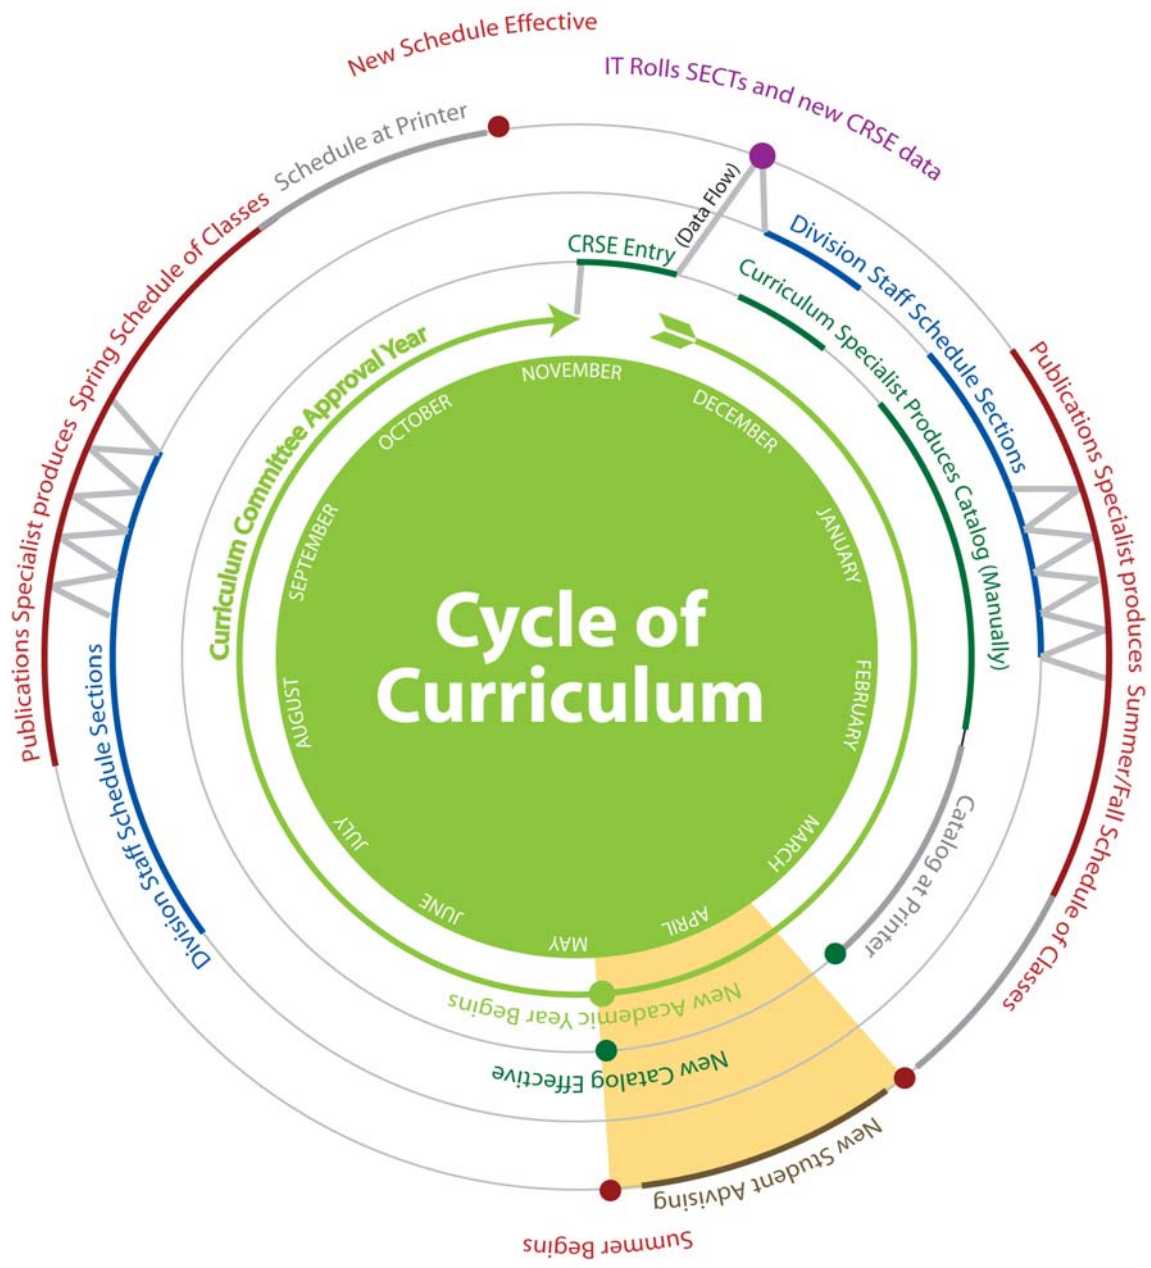 New Schedule Effective
IT Rolls SECTs and new CRSE data
Schedule at Printer
(Data Flow)
CRSE Entry
Division Staff Schedule Sections
Curriculum Specialist Produces Catalog (Manually)
Publications Specialist produces Spring Schedule of Classes
Publications Specialist produces Summer/Fall Schedule of Classes
Curriculum Committee Approval Year
NOVEMBER
DECEMBER
JANUARY
FEBRUARY
MARCH
APRIL
MAY
JUNE
JULY
AUGUST
SEPTEMBER
OCTOBER
Cycle of
Curriculum
Division Staff Schedule Sections
Catalog at Printer
New Academic Year Begins
New Catalog Effective
New Student Advising
Summer Begins